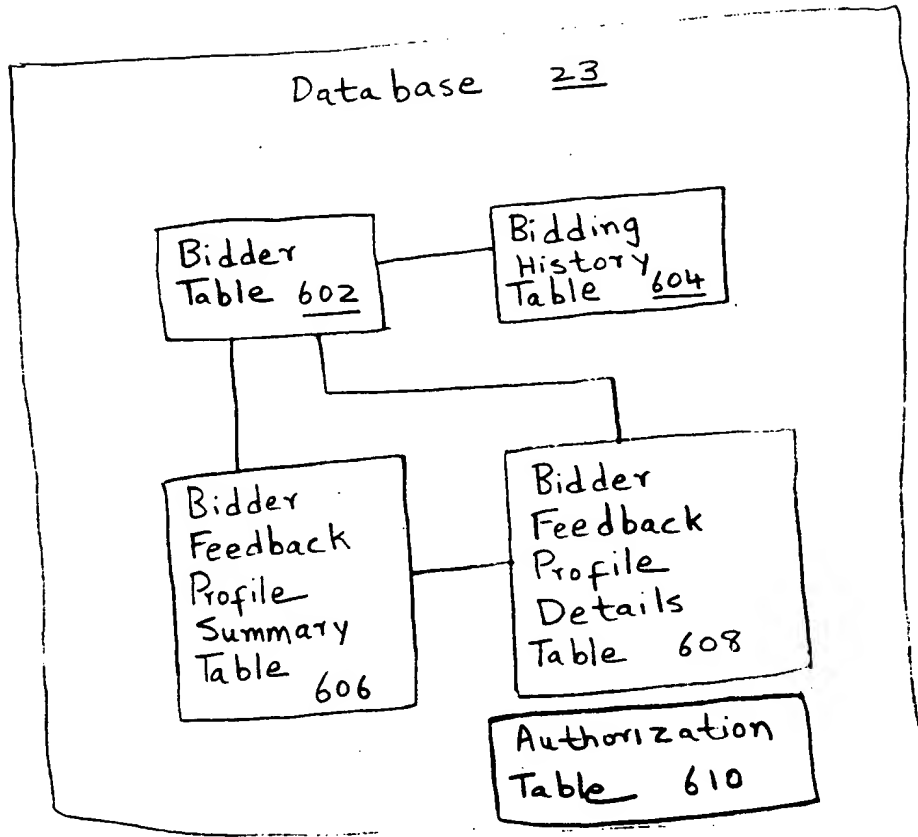 Database 23
Bidder
Table 602
Bidding
History
Table 604
Bidder
Feedback
Profile
Summary
Table
606
Bidder
Feedback
Profile
Details
Table 608
Authorization
Table 610